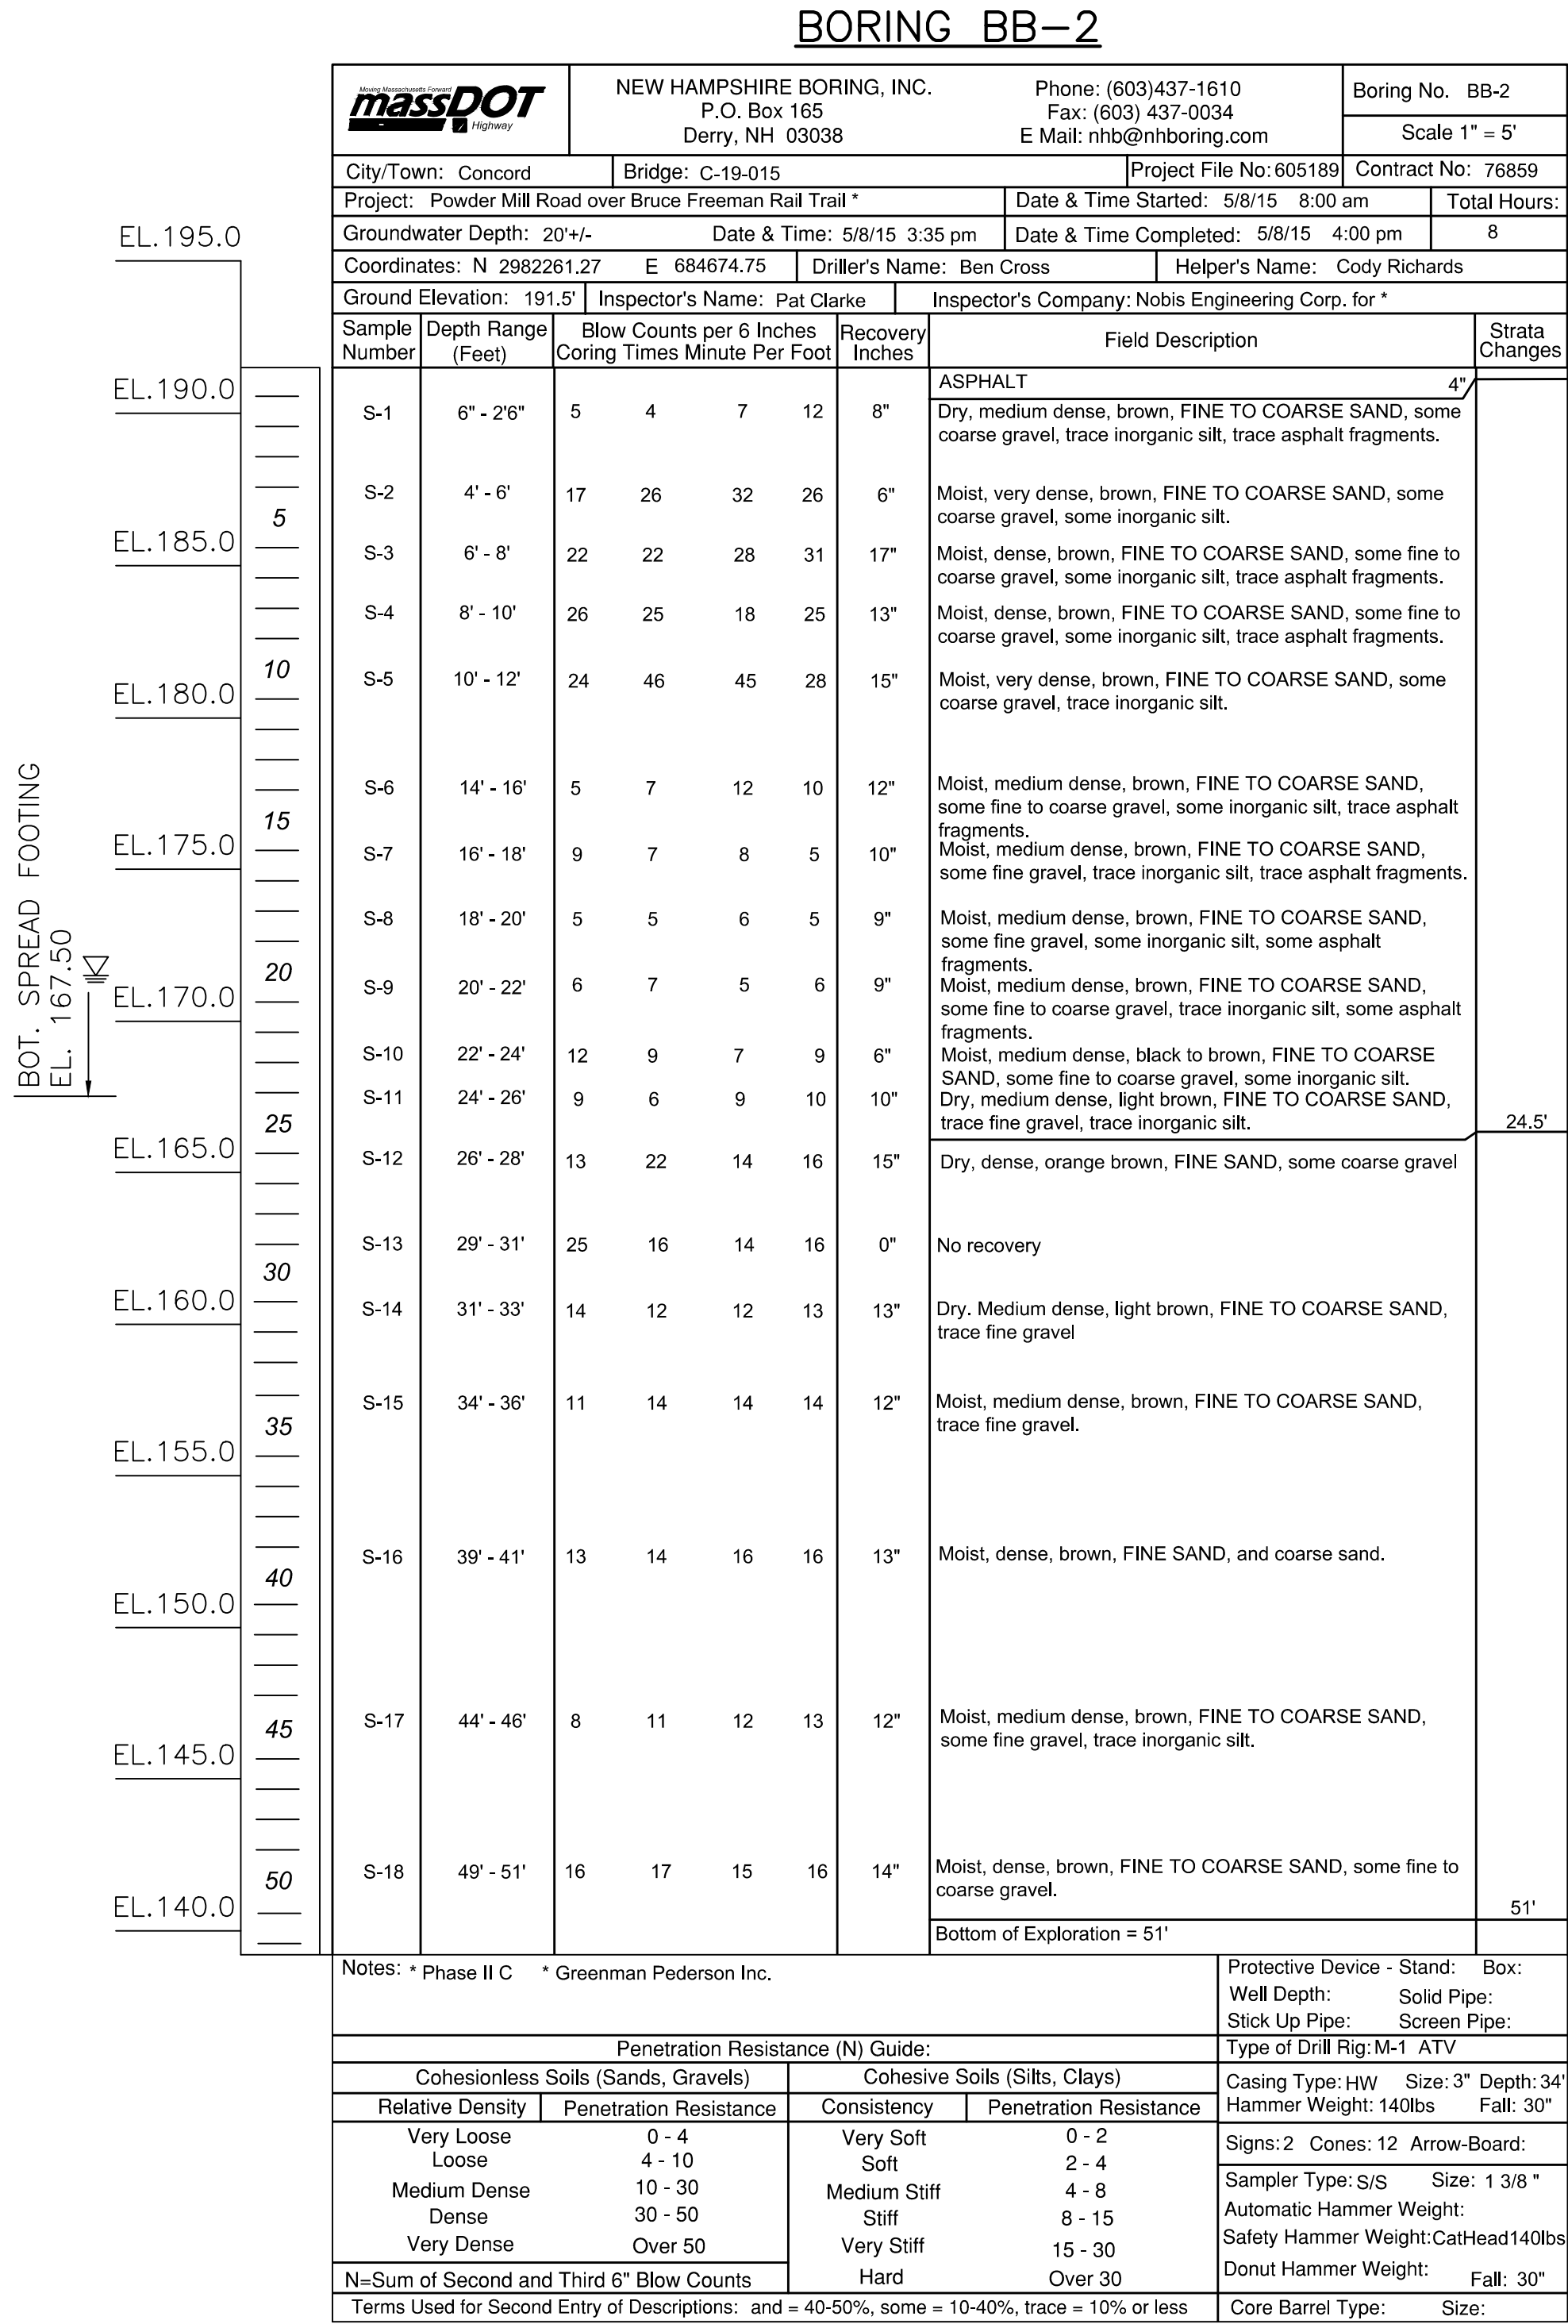 BORING BB-2
Moving Massachusetts Forward
massDOT
Highway
NEW HAMPSHIRE BORING, INC.
P.O. Box 165
Derry, NH 03038
Phone: (603)437-1610
Fax: (603) 437-0034
E Mail: nhb@nhboring.com
Boring No. BB-2
Scale 1" = 5'
City/Town: Concord
Bridge: C-19-015
Project File No: 605189
Contract No: 76859
Project: Powder Mill Road over Bruce Freeman Rail Trail *
Date & Time Started: 5/8/15 8:00 am
Total Hours:
8
Groundwater Depth: 20'+/- Date & Time: 5/8/15 3:35 pm
Date & Time Completed: 5/8/15 4:00 pm
Coordinates: N 2982261.27 E 684674.75
Driller's Name: Ben Cross
Helper's Name: Cody Richards
Ground Elevation: 191.5'
Inspector's Name: Pat Clarke
Inspector's Company: Nobis Engineering Corp. for *
Sample Number
Depth Range (Feet)
Blow Counts per 6 Inches
Coring Times Minute Per Foot
Recovery Inches
Field Description
Strata Changes
EL.195.0
EL.190.0
EL.185.0
EL.180.0
EL.175.0
EL.170.0
EL.165.0
EL.160.0
EL.155.0
EL.150.0
EL.145.0
EL.140.0
BOT. SPREAD FOOTING
EL. 167.50
5
10
15
20
25
30
35
40
45
50
ASPHALT 4"
S-1 6" - 2'6" 5 4 7 12 8" Dry, medium dense, brown, FINE TO COARSE SAND, some
coarse gravel, trace inorganic silt, trace asphalt fragments.
S-2 4' - 6' 17 26 32 26 6" Moist, very dense, brown, FINE TO COARSE SAND, some
coarse gravel, some inorganic silt.
S-3 6' - 8' 22 22 28 31 17" Moist, dense, brown, FINE TO COARSE SAND, some fine to
coarse gravel, some inorganic silt, trace asphalt fragments.
S-4 8' - 10' 26 25 18 25 13" Moist, dense, brown, FINE TO COARSE SAND, some fine to
coarse gravel, some inorganic silt, trace asphalt fragments.
S-5 10' - 12' 24 46 45 28 15" Moist, very dense, brown, FINE TO COARSE SAND, some
coarse gravel, trace inorganic silt.
S-6 14' - 16' 5 7 12 10 12" Moist, medium dense, brown, FINE TO COARSE SAND,
some fine to coarse gravel, some inorganic silt, trace asphalt
fragments.
S-7 16' - 18' 9 7 8 5 10" Moist, medium dense, brown, FINE TO COARSE SAND,
some fine gravel, trace inorganic silt, trace asphalt fragments.
S-8 18' - 20' 5 5 6 5 9" Moist, medium dense, brown, FINE TO COARSE SAND,
some fine gravel, some inorganic silt, some asphalt
fragments.
S-9 20' - 22' 6 7 5 6 9" Moist, medium dense, brown, FINE TO COARSE SAND,
some fine to coarse gravel, trace inorganic silt, some asphalt
fragments.
S-10 22' - 24' 12 9 7 9 6" Moist, medium dense, black to brown, FINE TO COARSE
SAND, some fine to coarse gravel, some inorganic silt.
S-11 24' - 26' 9 6 9 10 10" Dry, medium dense, light brown, FINE TO COARSE SAND,
trace fine gravel, trace inorganic silt. 24.5'
S-12 26' - 28' 13 22 14 16 15" Dry, dense, orange brown, FINE SAND, some coarse gravel
S-13 29' - 31' 25 16 14 16 0" No recovery
S-14 31' - 33' 14 12 12 13 13" Dry. Medium dense, light brown, FINE TO COARSE SAND,
trace fine gravel
S-15 34' - 36' 11 14 14 14 12" Moist, medium dense, brown, FINE TO COARSE SAND,
trace fine gravel.
S-16 39' - 41' 13 14 16 16 13" Moist, dense, brown, FINE SAND, and coarse sand.
S-17 44' - 46' 8 11 12 13 12" Moist, medium dense, brown, FINE TO COARSE SAND,
some fine gravel, trace inorganic silt.
S-18 49' - 51' 16 17 15 16 14" Moist, dense, brown, FINE TO COARSE SAND, some fine to
coarse gravel.
51'
Bottom of Exploration = 51'
Notes: * Phase II C * Greenman Pederson Inc.
Protective Device - Stand: Box:
Well Depth: Solid Pipe:
Stick Up Pipe: Screen Pipe:
Penetration Resistance (N) Guide:
Type of Drill Rig: M-1 ATV
Cohesionless Soils (Sands, Gravels)
Cohesive Soils (Silts, Clays)
Relative Density Penetration Resistance Consistency Penetration Resistance
Very Loose 0 - 4 Very Soft 0 - 2
Loose 4 - 10 Soft 2 - 4
Medium Dense 10 - 30 Medium Stiff 4 - 8
Dense 30 - 50 Stiff 8 - 15
Very Dense Over 50 Very Stiff 15 - 30
N=Sum of Second and Third 6" Blow Counts Hard Over 30
Terms Used for Second Entry of Descriptions: and = 40-50%, some = 10-40%, trace = 10% or less
Casing Type: HW Size: 3" Depth: 34'
Hammer Weight: 140lbs Fall: 30"
Signs: 2 Cones: 12 Arrow-Board:
Sampler Type: S/S Size: 1 3/8 "
Automatic Hammer Weight:
Safety Hammer Weight: CatHead140lbs
Donut Hammer Weight: Fall: 30"
Core Barrel Type: Size: